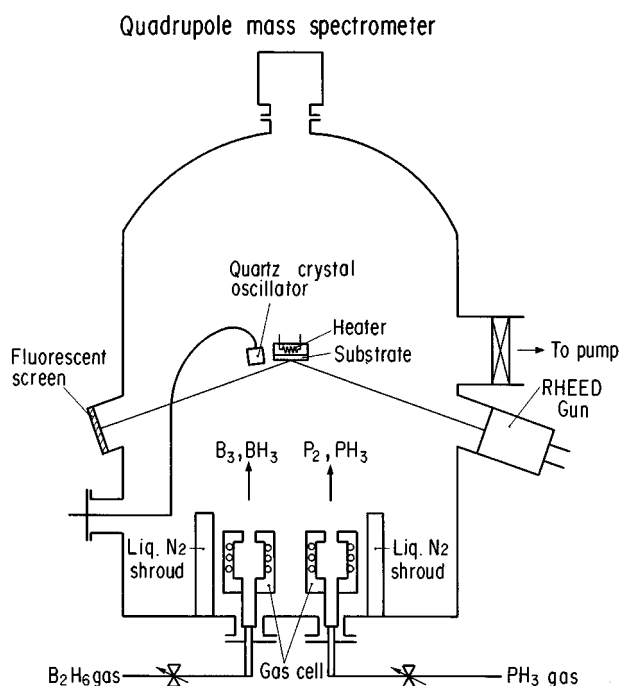 Quadrupole mass spectrometer
Quartz crystal
oscillator
Heater
Substrate
Fluorescent
screen
To pump
RHEED
Gun
B3, BH3
P2, PH3
Liq. N2
shroud
Liq. N2
shroud
Gas cell
B2H6 gas
PH3 gas